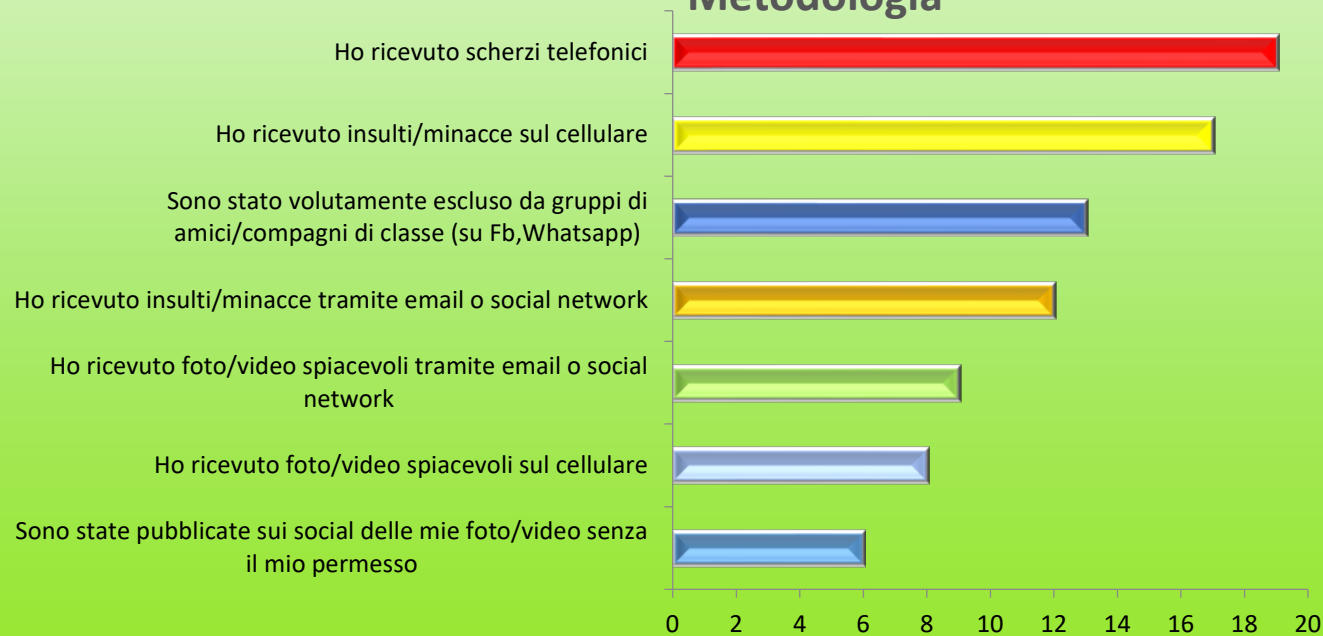 Metodologia
Ho ricevuto scherzi telefonici
Ho ricevuto insulti/minacce sul cellulare
Sono stato volutamente escluso da gruppi di
amici/compagni di classe (su Fb,Whatsapp)
Ho ricevuto insulti/minacce tramite email o social network
Ho ricevuto foto/video spiacevoli tramite email o social
network
Ho ricevuto foto/video spiacevoli sul cellulare
Sono state pubblicate sui social delle mie foto/video senza
il mio permesso
0 2 4 6 8 10 12 14 16 18 20